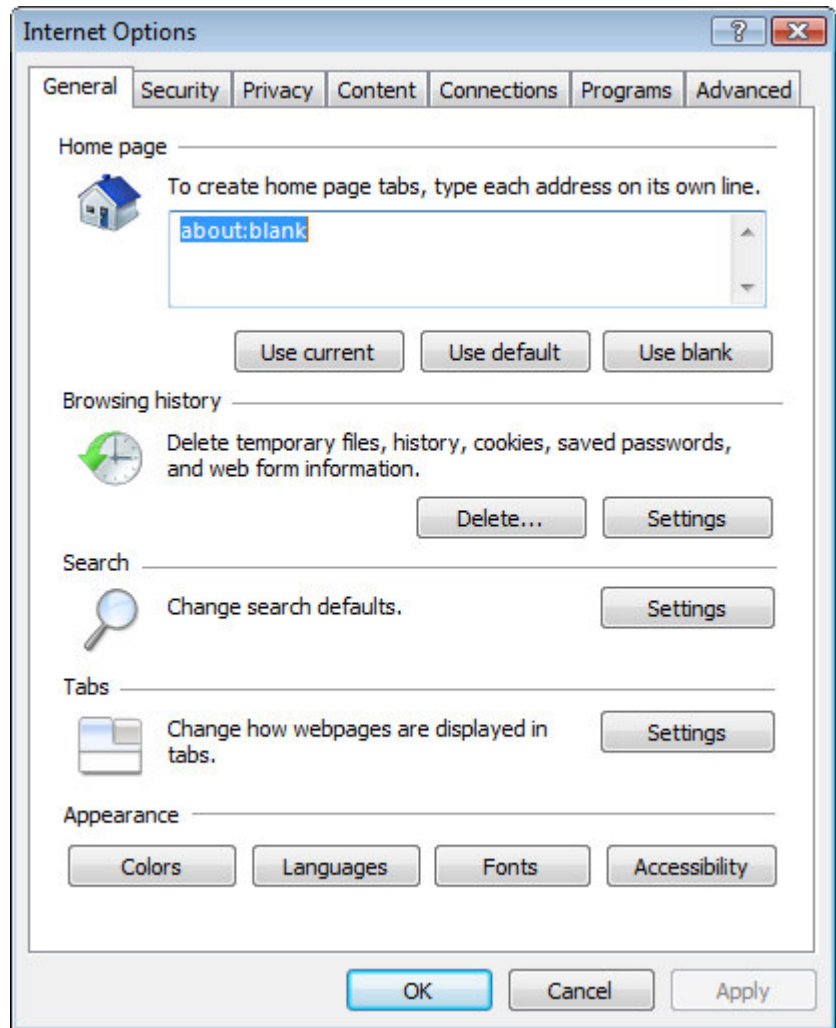 Internet Options
General Security Privacy Content Connections Programs Advanced
Home page
To create home page tabs, type each address on its own line.
about:blank
Use current Use default Use blank
Browsing history
Delete temporary files, history, cookies, saved passwords,
and web form information.
Delete... Settings
Search
Change search defaults. Settings
Tabs
Change how webpages are displayed in
tabs.
Settings
Appearance
Colors Languages Fonts Accessibility
OK Cancel Apply